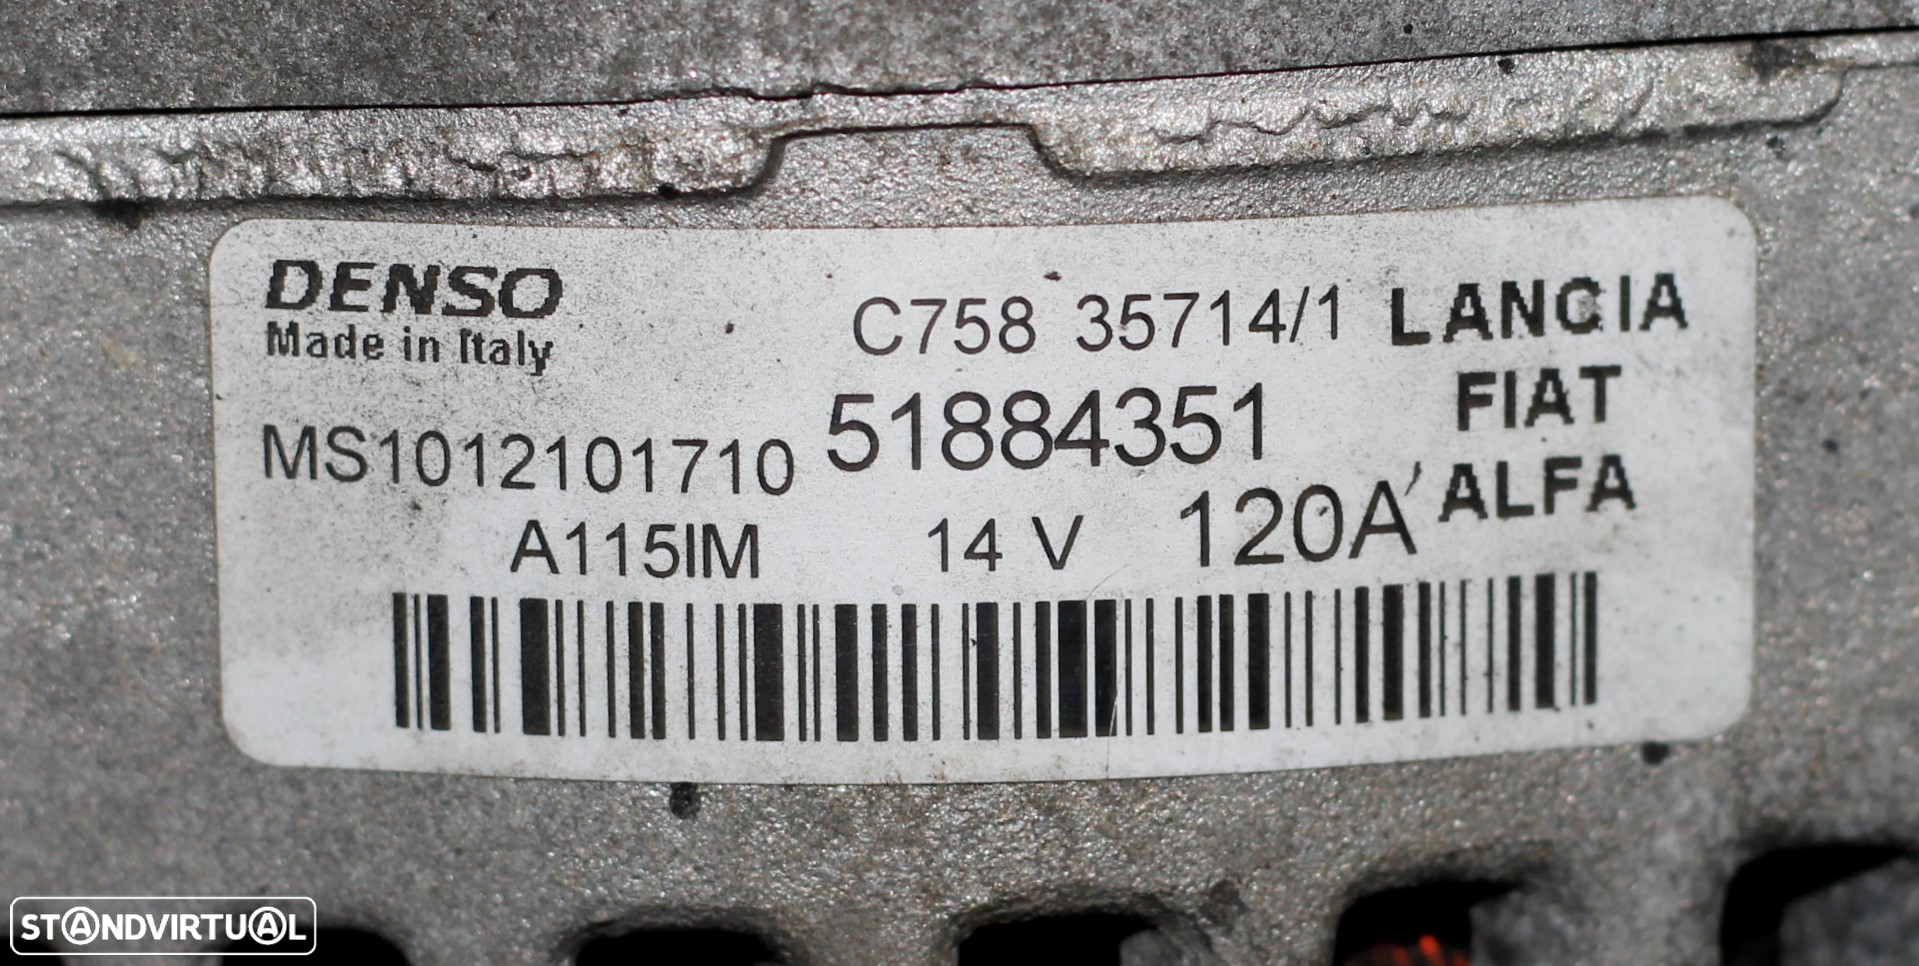 DENSO
Made in Italy
C758 35714/1
LANCIA
FIAT
ALFA
MS1012101710
51884351
A115IM 14 V 120A
STANDVIRTUAL